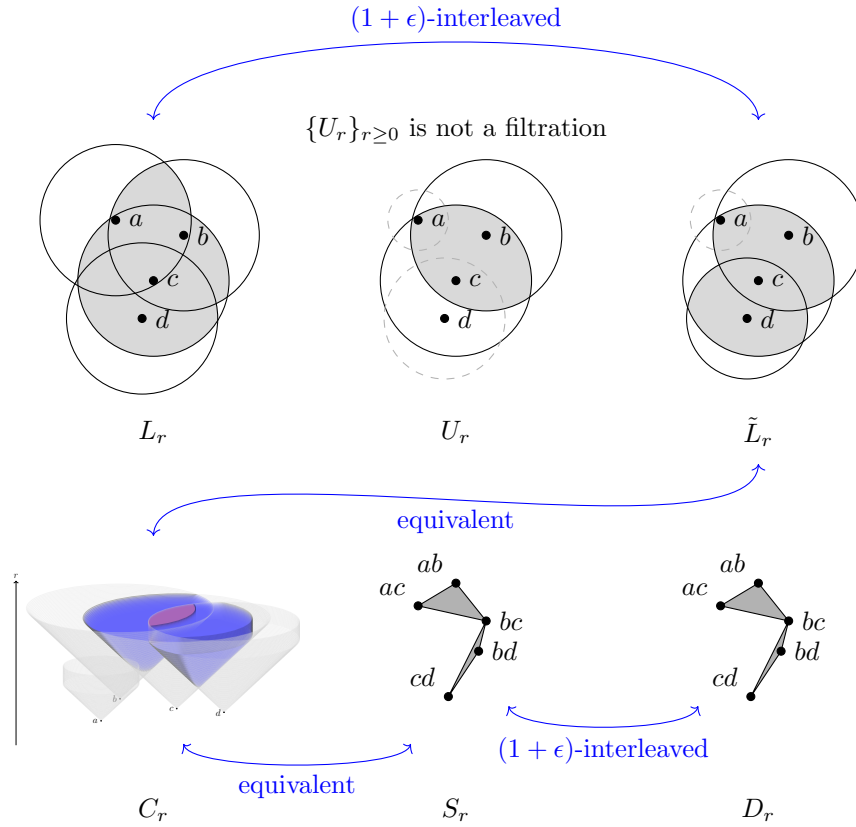 (1 + ϵ)-interleaved
{U_r}_{r≥0} is not a filtration
a
b
c
d
a
b
c
d
a
b
c
d
L_r
U_r
L̃_r
equivalent
r
a
b
c
d
ab
ac
bc
bd
cd
ab
ac
bc
bd
cd
equivalent
(1 + ϵ)-interleaved
C_r
S_r
D_r